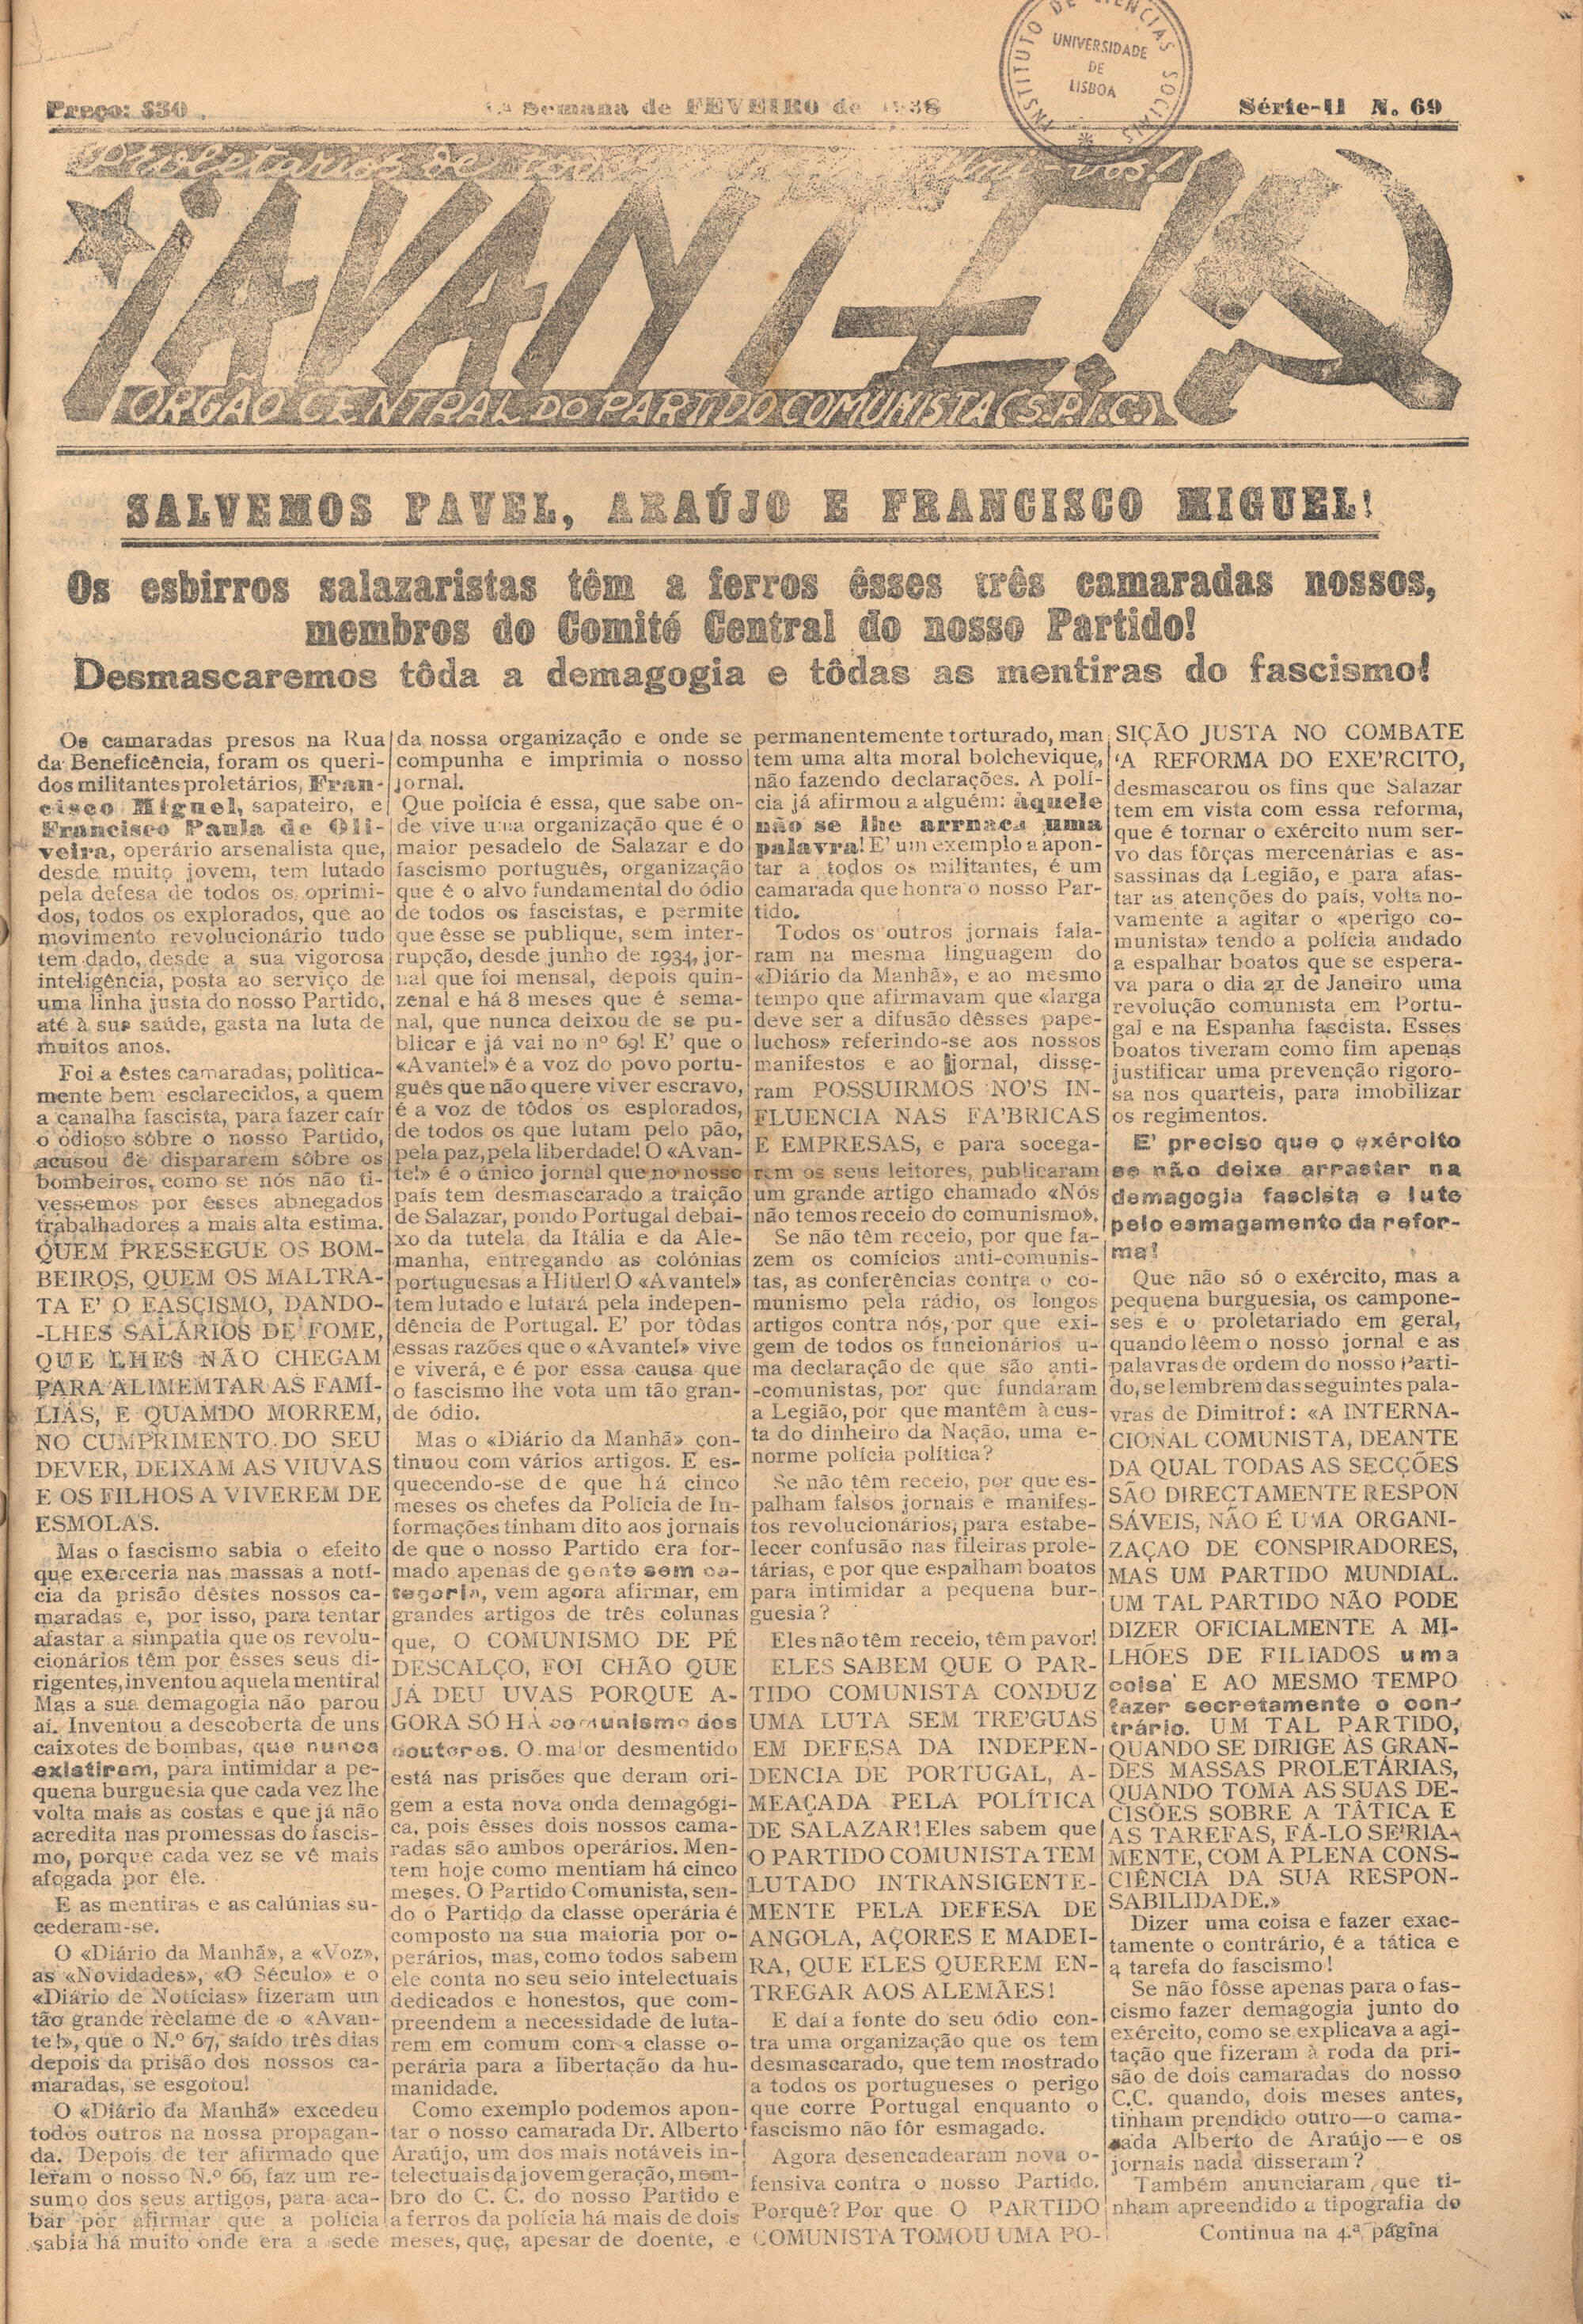 INSTITUTO DE CIÊNCIAS SOCIAIS
UNIVERSIDADE
DE
LISBOA
Preço: $30
1.ª Semana de FEVEIRO de 1938
Série-II N. 69
Proletários de Uni-vos!
¡AVANTE!
ORGÃO CENTRAL DO PARTIDO COMUNISTA (S.P.I.C.)
SALVEMOS PAVEL, ARAÚJO E FRANCISCO MIGUEL!
Os esbirros salazaristas têm a ferros êsses três camaradas nossos,
membros do Comité Central do nosso Partido!
Desmascaremos tôda a demagogia e tôdas as mentiras do fascismo!
Os camaradas presos na Rua
da Beneficência, foram os queri-
dos militantes proletários, Fran-
cisco Miguel, sapateiro, e
Francisco Paula de Oli-
veira, operário arsenalista que,
desde muito jovem, tem lutado
pela defesa de todos os oprimi-
dos, todos os explorados, que ao
movimento revolucionário tudo
tem dado, desde a sua vigorosa
inteligência, posta ao serviço de
uma linha justa do nosso Partido,
até à sua saúde, gasta na luta de
muitos anos.
Foi a êstes camaradas, politica-
mente bem esclarecidos, a quem
a canalha fascista, para fazer caír
o odioso sôbre o nosso Partido,
acusou de dispararem sôbre os
bombeiros, como se nós não ti-
vessemos por êsses abnegados
trabalhadores a mais alta estima.
QUEM PRESSEGUE OS BOM-
BEIROS, QUEM OS MALTRA-
TA E' O FASCISMO, DANDO-
-LHES SALÁRIOS DE FOME,
QUE LHES NÃO CHEGAM
PARA ALIMEMTAR AS FAMÍ-
LIAS, E QUAMDO MORREM,
NO CUMPRIMENTO DO SEU
DEVER, DEIXAM AS VIUVAS
E OS FILHOS A VIVEREM DE
ESMOLAS.
Mas o fascismo sabia o efeito
que exerceria nas massas a notí-
cia da prisão dêstes nossos ca-
maradas e, por isso, para tentar
afastar a simpatia que os revolu-
cionários têm por êsses seus di-
rigentes, inventou aquela mentira!
Mas a sua demagogia não parou
aí. Inventou a descoberta de uns
caixotes de bombas, que nunca
existiram, para intimidar a pe-
quena burguesia que cada vez lhe
volta mais as costas e que já não
acredita nas promessas do fascis-
mo, porque cada vez se vê mais
afogada por êle.
E as mentiras e as calúnias su-
cederam-se.
O «Diário da Manhã», a «Voz»,
as «Novidades», «O Século» e o
«Diário de Notícias» fizeram um
tão grande réclame de o «Avan-
te!», que o N.º 67, saído três dias
depois da prisão dos nossos ca-
maradas, se esgotou!
O «Diário da Manhã» excedeu
todos outros na nossa propagan-
da. Depois de ter afirmado que
leram o nosso N.º 66, faz um re-
sumo dos seus artigos, para aca-
bar por afirmar que a polícia
sabia há muito onde era a sede
da nossa organização e onde se
compunha e imprimia o nosso
jornal.
Que polícia é essa, que sabe on-
de vive uma organização que é o
maior pesadelo de Salazar e do
fascismo português, organização
que é o alvo fundamental do ódio
de todos os fascistas, e permite
que êsse se publique, sem inter-
rupção, desde junho de 1934, jor-
nal que foi mensal, depois quin-
zenal e há 8 meses que é sema-
nal, que nunca deixou de se pu-
blicar e já vai no nº 69! E' que o
«Avante!» é a voz do povo portu-
guês que não quere viver escravo,
é a voz de tôdos os esplorados,
de todos os que lutam pelo pão,
pela paz, pela liberdade! O «Avan-
te!» é o único jornal que no nosso
país tem desmascarado a traição
de Salazar, pondo Portugal debai-
xo da tutela da Itália e da Ale-
manha, entregando as colónias
portuguesas a Hitler! O «Avante!»
tem lutado e lutará pela indepen-
dência de Portugal. E' por tôdas
essas razões que o «Avante!» vive
e viverá, e é por essa causa que
o fascismo lhe vota um tão gran-
de ódio.
Mas o «Diário da Manhã» con-
tinuou com vários artigos. E es-
quecendo-se de que há cinco
meses os chefes da Polícia de In-
formações tinham dito aos jornais
de que o nosso Partido era for-
mado apenas de gente sem ca-
tegoria, vem agora afirmar, em
grandes artigos de três colunas
que, O COMUNISMO DE PÉ
DESCALÇO, FOI CHÃO QUE
JÁ DEU UVAS PORQUE A-
GORA SÓ HÁ comunismo dos
doutores. O maior desmentido
está nas prisões que deram ori-
gem a esta nova onda demagógi-
ca, pois êsses dois nossos cama-
radas são ambos operários. Men-
tem hoje como mentiam há cinco
meses. O Partido Comunista, sen-
do o Partido da classe operária é
composto na sua maioria por o-
perários, mas, como todos sabem
ele conta no seu seio intelectuais
dedicados e honestos, que com-
preendem a necessidade de luta-
rem em comum com a classe o-
perária para a libertação da hu-
manidade.
Como exemplo podemos apon-
tar o nosso camarada Dr. Alberto
Araújo, um dos mais notáveis in-
telectuais da jovem geração, mem-
bro do C. C. do nosso Partido e
a ferros da polícia há mais de dois
meses, que, apesar de doente, e
permanentemente torturado, man
tem uma alta moral bolchevique,
não fazendo declarações. A polí-
cia já afirmou a alguém: àquele
não se lhe arrnaca uma
palavra! E' um exemplo a apon-
tar a todos os militantes, é um
camarada que honra o nosso Par-
tido.
Todos os outros jornais fala-
ram na mesma linguagem do
«Diário da Manhã», e ao mesmo
tempo que afirmavam que «larga
deve ser a difusão dêsses pape-
luchos» referindo-se aos nossos
manifestos e ao jornal, disse-
ram POSSUIRMOS NO'S IN-
FLUENCIA NAS FA'BRICAS
E EMPRESAS, e para socega-
rem os seus leitores, publicaram
um grande artigo chamado «Nós
não temos receio do comunismo».
Se não têm receio, por que fa-
zem os comícios anti-comunis-
tas, as conferências contra o co-
munismo pela rádio, os longos
artigos contra nós, por que exi-
gem de todos os funcionários u-
ma declaração de que são anti-
-comunistas, por que fundaram
a Legião, por que mantêm à cus-
ta do dinheiro da Nação, uma e-
norme polícia política?
Se não têm receio, por que es-
palham falsos jornais e manifes-
tos revolucionários, para estabe-
lecer confusão nas fileiras prole-
tárias, e por que espalham boatos
para intimidar a pequena bur-
guesia?
Eles não têm receio, têm pavor!
ELES SABEM QUE O PAR-
TIDO COMUNISTA CONDUZ
UMA LUTA SEM TRE'GUAS
EM DEFESA DA INDEPEN-
DENCIA DE PORTUGAL, A-
MEAÇADA PELA POLÍTICA
DE SALAZAR! Eles sabem que
O PARTIDO COMUNISTA TEM
LUTADO INTRANSIGENTE-
MENTE PELA DEFESA DE
ANGOLA, AÇORES E MADEI-
RA, QUE ELES QUEREM EN-
TREGAR AOS ALEMÃES!
E daí a fonte do seu ódio con-
tra uma organização que os tem
desmascarado, que tem mostrado
a todos os portugueses o perigo
que corre Portugal enquanto o
fascismo não fôr esmagado.
Agora desencadearam nova o-
fensiva contra o nosso Partido.
Porquê? Por que O PARTIDO
COMUNISTA TOMOU UMA PO-
SIÇÃO JUSTA NO COMBATE
'A REFORMA DO EXE'RCITO,
desmascarou os fins que Salazar
tem em vista com essa reforma,
que é tornar o exército num ser-
vo das fôrças mercenárias e as-
sassinas da Legião, e para afas-
tar as atenções do país, volta no-
vamente a agitar o «perigo co-
munista» tendo a polícia andado
a espalhar boatos que se espera-
va para o dia 21 de Janeiro uma
revolução comunista em Portu-
gal e na Espanha fascista. Esses
boatos tiveram como fim apenas
justificar uma prevenção rigoro-
sa nos quarteis, para imobilizar
os regimentos.
E' preciso que o exército
se não deixe arrastar na
demagogia fascista e lute
pelo esmagamento da refor-
ma!
Que não só o exército, mas a
pequena burguesia, os campone-
ses e o proletariado em geral,
quando lêem o nosso jornal e as
palavras de ordem do nosso Parti-
do, se lembrem das seguintes pala-
vras de Dimitrof: «A INTERNA-
CIONAL COMUNISTA, DEANTE
DA QUAL TODAS AS SECÇÕES
SÃO DIRECTAMENTE RESPON
SÁVEIS, NÃO É UMA ORGANI-
ZAÇAO DE CONSPIRADORES,
MAS UM PARTIDO MUNDIAL.
UM TAL PARTIDO NÃO PODE
DIZER OFICIALMENTE A MI-
LHÕES DE FILIADOS uma
coisa E AO MESMO TEMPO
fazer secretamente o con-
trário. UM TAL PARTIDO,
QUANDO SE DIRIGE ÀS GRAN-
DES MASSAS PROLETÁRIAS,
QUANDO TOMA AS SUAS DE-
CISÕES SOBRE A TÁTICA E
AS TAREFAS, FÁ-LO SE'RIA-
MENTE, COM A PLENA CONS-
CIÊNCIA DA SUA RESPON-
SABILIDADE.»
Dizer uma coisa e fazer exac-
tamente o contrário, é a tática e
a tarefa do fascismo!
Se não fôsse apenas para o fas-
cismo fazer demagogia junto do
exército, como se explicava a agi-
tação que fizeram à roda da pri-
são de dois camaradas do nosso
C.C. quando, dois meses antes,
tinham prendido outro—o cama-
rada Alberto de Araújo—e os
jornais nada disseram?
Também anunciaram que ti-
nham apreendido a tipografia do
Continua na 4.ª página